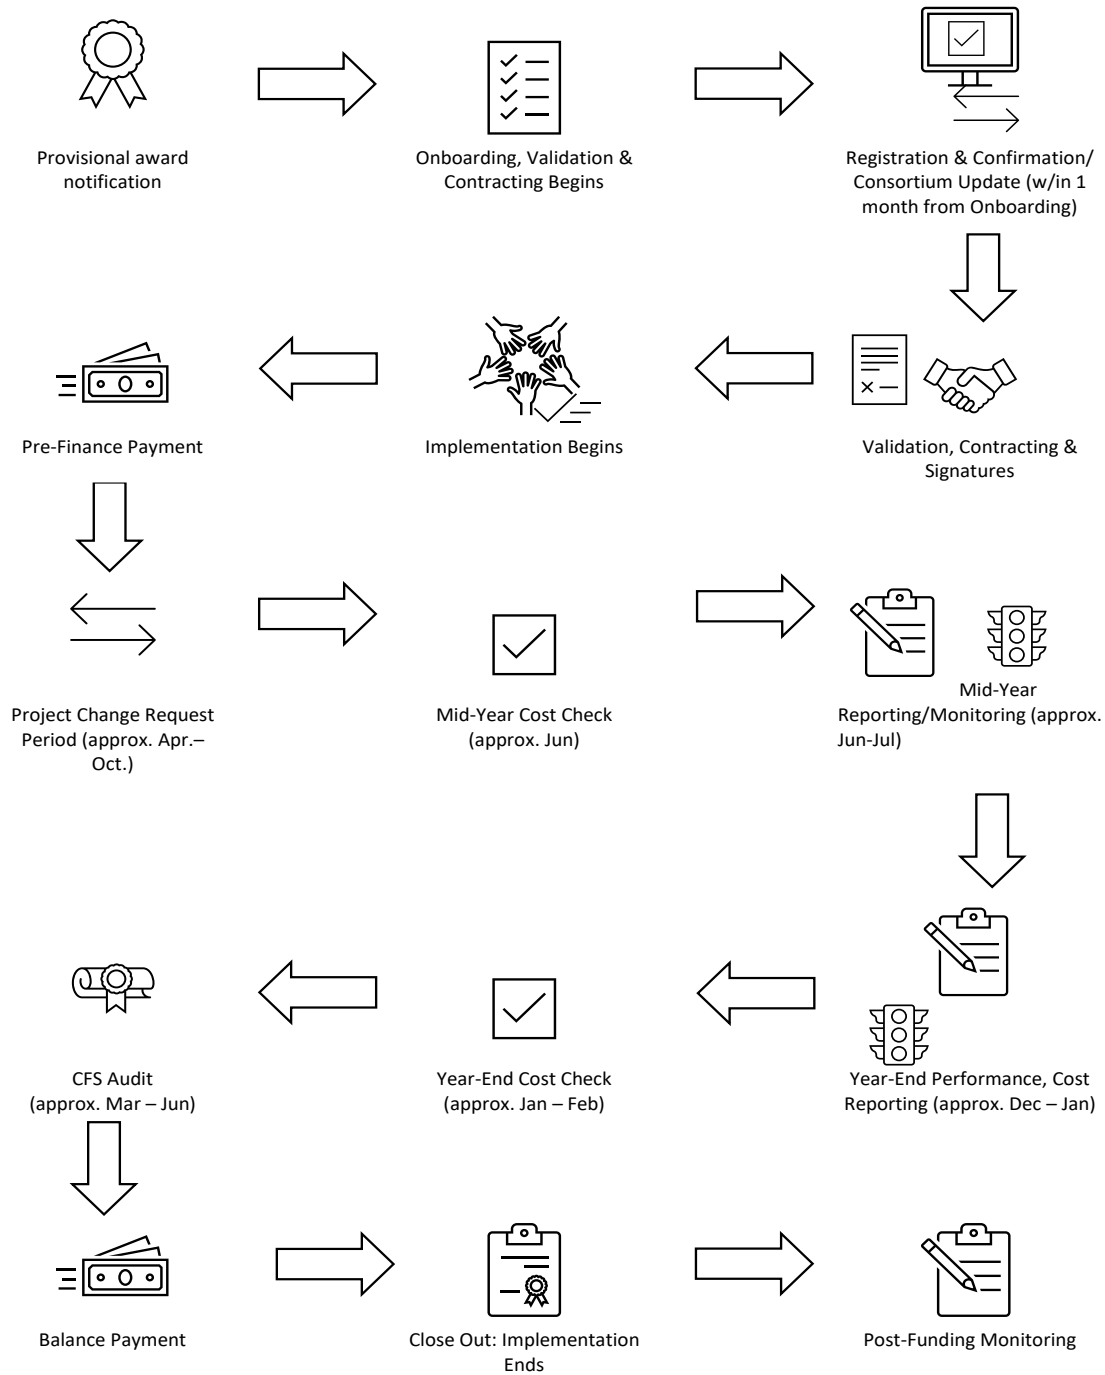 Provisional award
notification
Onboarding, Validation &
Contracting Begins
Registration & Confirmation/
Consortium Update (w/in 1
month from Onboarding)
Pre-Finance Payment
Implementation Begins
Validation, Contracting &
Signatures
Project Change Request
Period (approx. Apr.–
Oct.)
Mid-Year Cost Check
(approx. Jun)
Mid-Year
Reporting/Monitoring (approx.
Jun-Jul)
CFS Audit
(approx. Mar – Jun)
Year-End Cost Check
(approx. Jan – Feb)
Year-End Performance, Cost
Reporting (approx. Dec – Jan)
Balance Payment
Close Out: Implementation
Ends
Post-Funding Monitoring